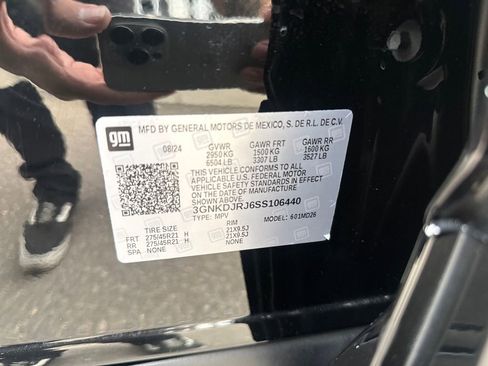 gm
MFD BY GENERAL MOTORS DE MEXICO, S. DE R.L. DE C.V.
08/24 GVWR GAWR FRT GAWR RR
2950 KG 1500 KG 1600 KG
6504 LB 3307 LB 3527 LB
THIS VEHICLE CONFORMS TO ALL
APPLICABLE U.S. FEDERAL MOTOR
VEHICLE SAFETY STANDARDS IN EFFECT
ON THE DATE OF MANUFACTURE
SHOWN ABOVE.
3GNKDJRJ6SS106440
TYPE: MPV MODEL: 601MD26
TIRE SIZE RIM
FRT 275/45R21 H 21X9.5J
RR 275/45R21 H 21X9.5J
SPA NONE NONE